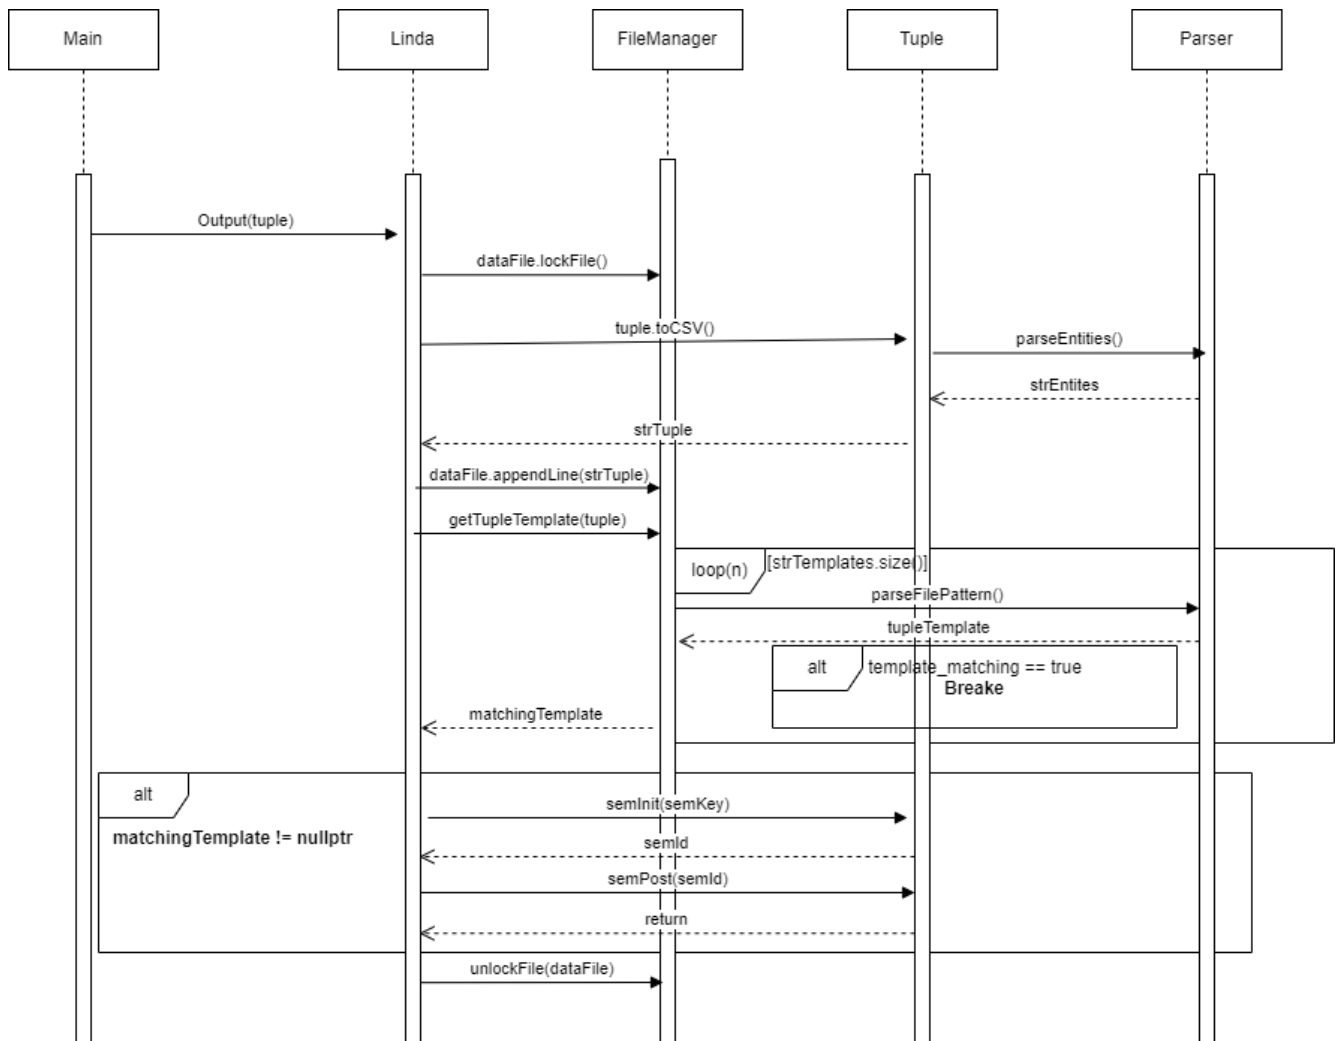 Main
Linda
FileManager
Tuple
Parser
Output(tuple)
dataFile.lockFile()
tuple.toCSV()
parseEntities()
strEntites
strTuple
dataFile.appendLine(strTuple)
getTupleTemplate(tuple)
loop(n)
[strTemplates.size()]
parseFilePattern()
tupleTemplate
alt
template_matching == true
Breake
matchingTemplate
alt
semInit(semKey)
matchingTemplate != nullptr
semId
semPost(semId)
return
unlockFile(dataFile)